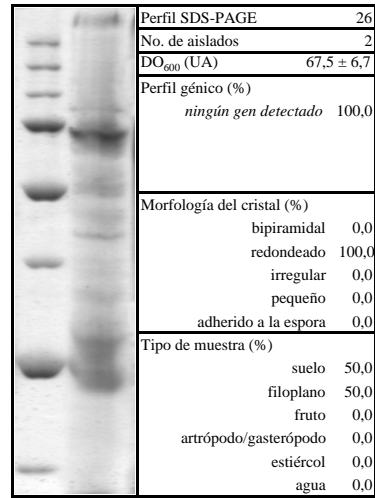 Perfil SDS-PAGE 26
No. de aislados 2
DO600 (UA) 67,5 ± 6,7
Perfil génico (%)
ningún gen detectado 100,0
Morfología del cristal (%)
bipiramidal 0,0
redondeado 100,0
irregular 0,0
pequeño 0,0
adherido a la espora 0,0
Tipo de muestra (%)
suelo 50,0
filoplano 50,0
fruto 0,0
artrópodo/gasterópodo 0,0
estiércol 0,0
agua 0,0